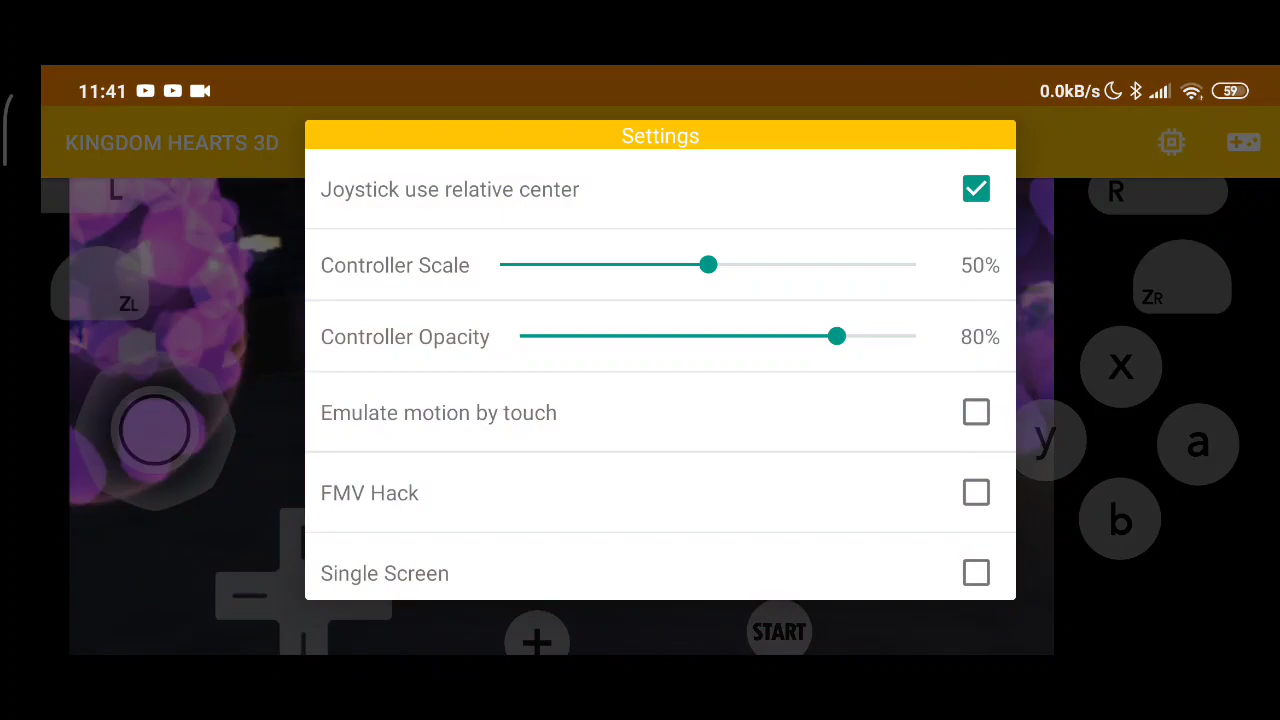 11:41
0.0kB/s 59
KINGDOM HEARTS 3D
Settings
L
R
Joystick use relative center
ZL
ZR
Controller Scale 50%
Controller Opacity 80%
X
Emulate motion by touch
y
a
FMV Hack
b
Single Screen
START